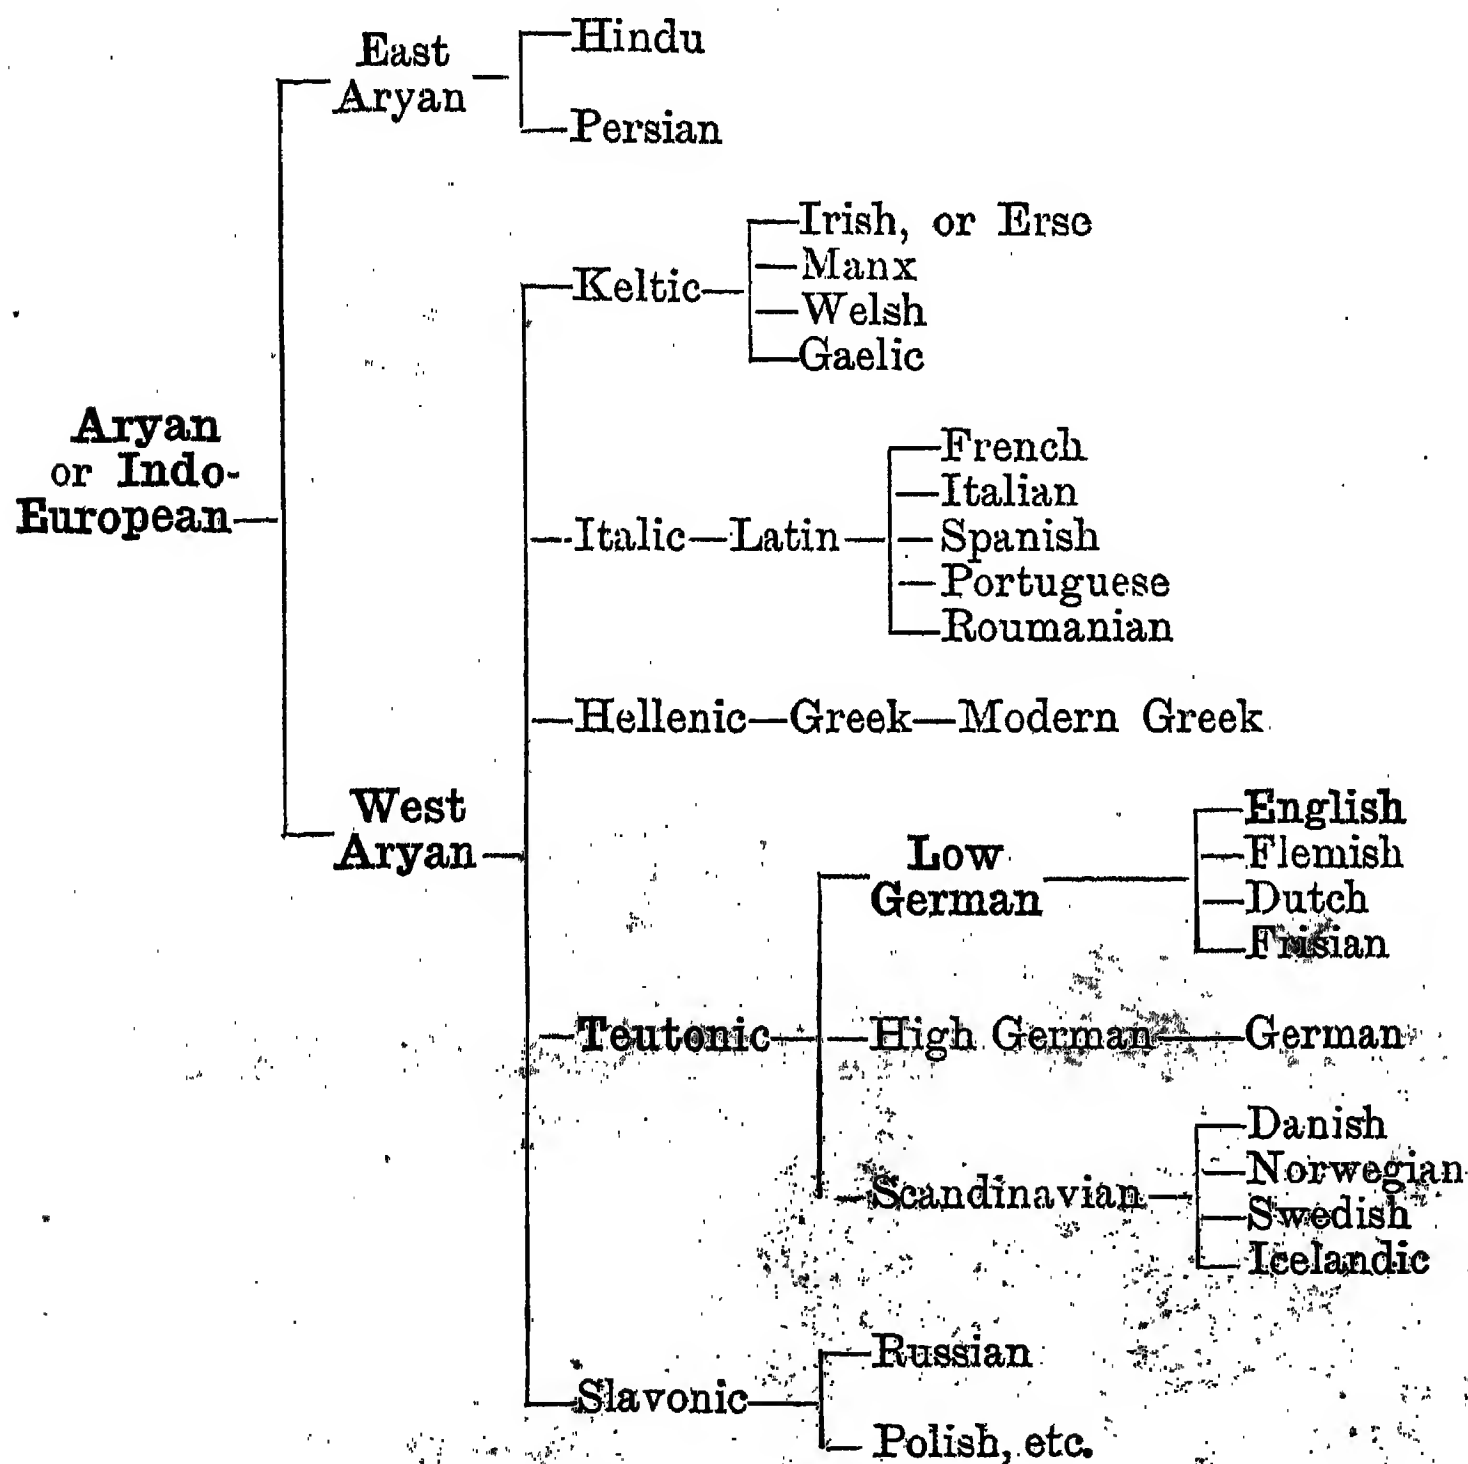 East
Aryan
Hindu
Persian
Aryan
or Indo-
European
West
Aryan
Keltic
Irish, or Erse
Manx
Welsh
Gaelic
Italic—Latin
French
Italian
Spanish
Portuguese
Roumanian
Hellenic—Greek—Modern Greek
Teutonic
Low
German
English
Flemish
Dutch
Frisian
High German—German
Scandinavian
Danish
Norwegian
Swedish
Icelandic
Slavonic
Russian
Polish, etc.